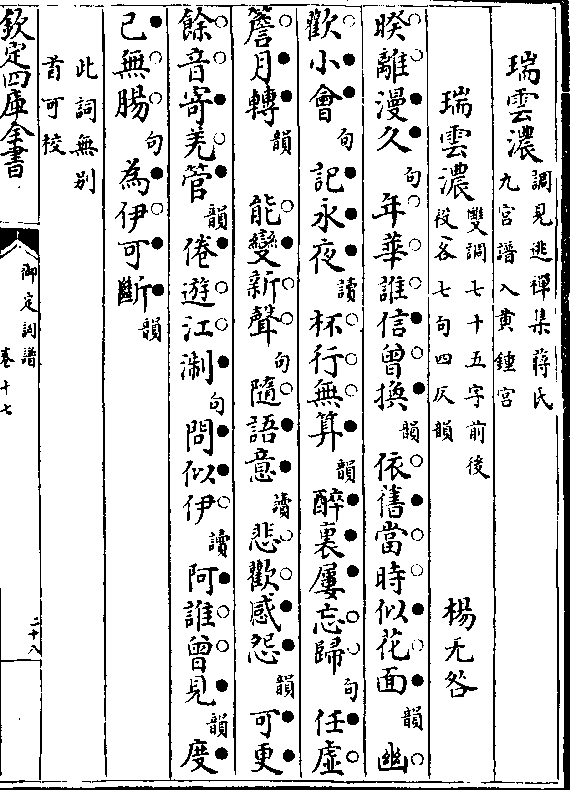 瑞雲濃調見逃禪集蔣氏
九宮譜入黄鍾宮
瑞雲濃雙調七十五字前後
段各七句四仄韻 楊无咎
暌離漫久句年華誰信曾換韻依舊當時似花面韻幽
歡小會句記永夜讀杯行無算韻醉裏屢忘歸句任虛
簷月轉韻 能變新聲句隨語意讀悲歡感怨韻可更
餘音寄羌管韻倦遊江淛句問似伊讀阿誰曾見韻度
已無腸句為伊可斷韻
此詞無别
首可校
欽定四庫全書
御定詞譜
卷十七
二十八